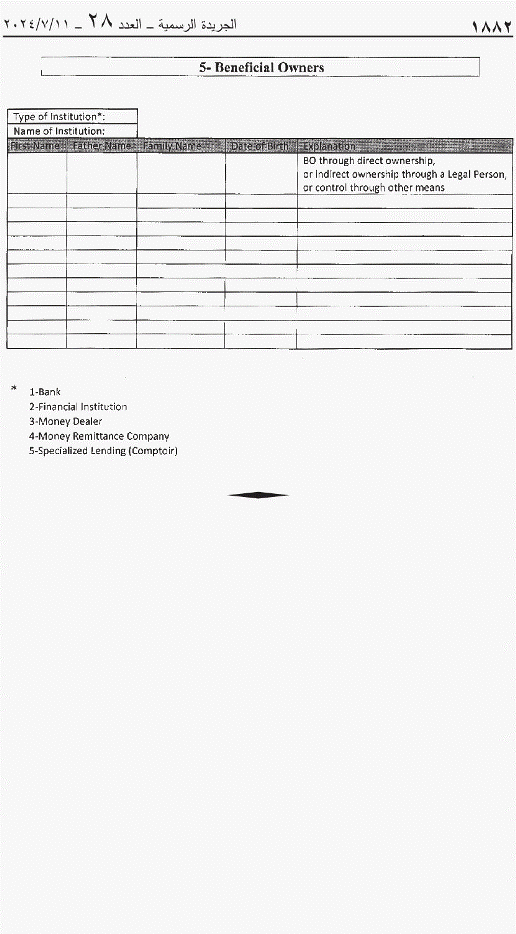 ١٨٨٢ الجريدة الرسمية ــ العدد ٢٨ ــ ٢٠٢٤/٧/١١
5- Beneficial Owners
Type of Institution*:
Name of Institution:
First Name Father Name Family Name Date of Birth Explanation
BO through direct ownership,
or indirect ownership through a Legal Person,
or control through other means
* 1-Bank
2-Financial Institution
3-Money Dealer
4-Money Remittance Company
5-Specialized Lending (Comptoir)